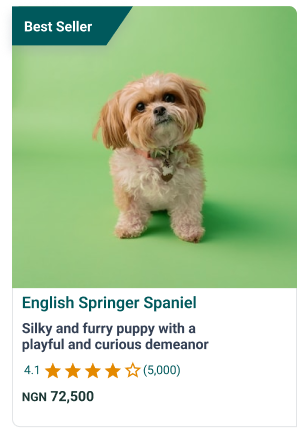 Best Seller
English Springer Spaniel
Silky and furry puppy with a
playful and curious demeanor
4.1 (5,000)
NGN 72,500